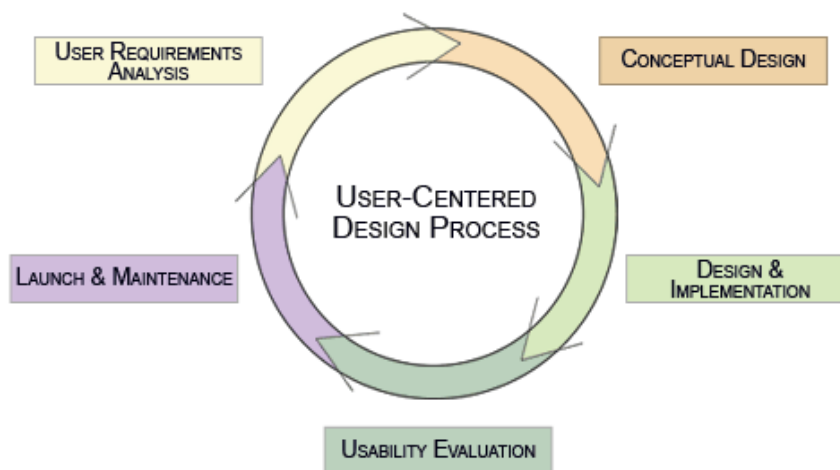 User Requirements
Analysis
Conceptual Design
User-Centered
Design Process
Launch & Maintenance
Design &
Implementation
Usability Evaluation